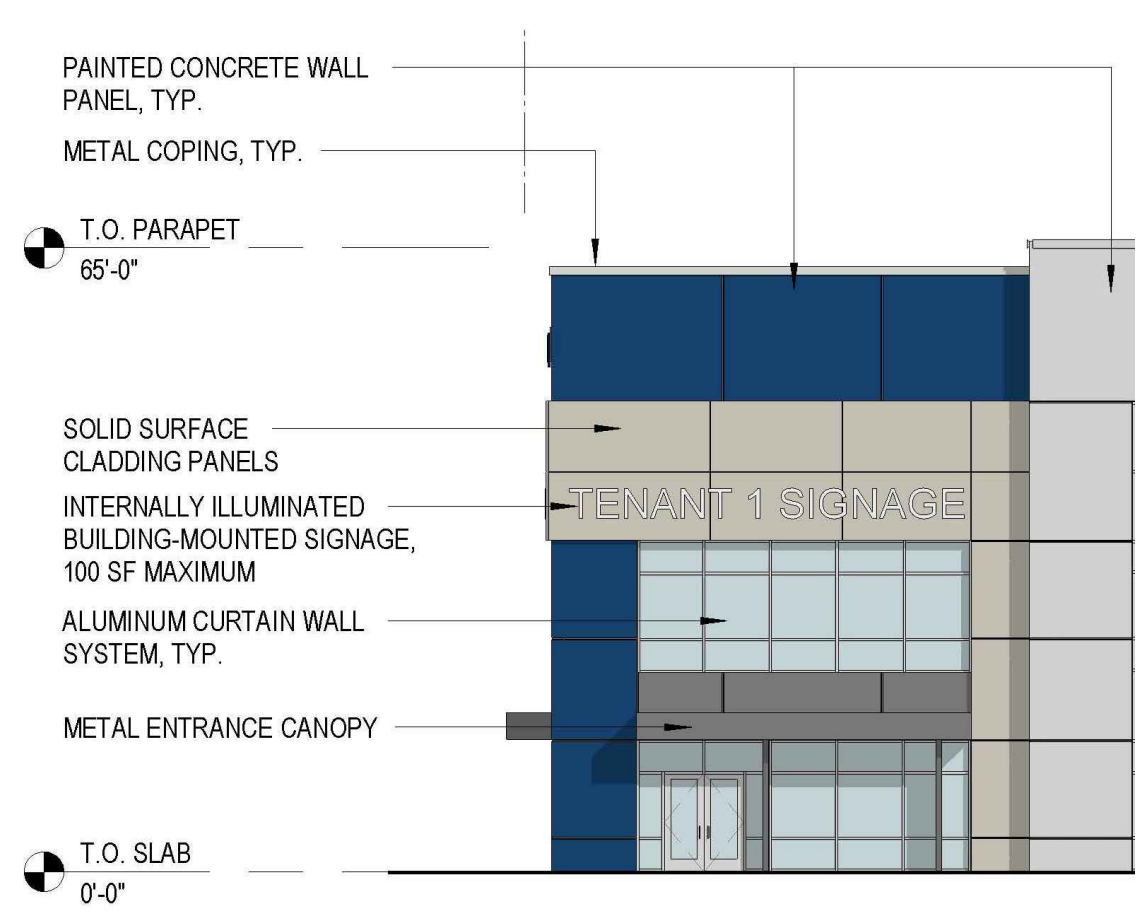 PAINTED CONCRETE WALL
PANEL, TYP.
METAL COPING, TYP.
T.O. PARAPET
65'-0"
SOLID SURFACE
CLADDING PANELS
INTERNALLY ILLUMINATED
BUILDING-MOUNTED SIGNAGE,
100 SF MAXIMUM
TENANT 1 SIGNAGE
ALUMINUM CURTAIN WALL
SYSTEM, TYP.
METAL ENTRANCE CANOPY
T.O. SLAB
0'-0"